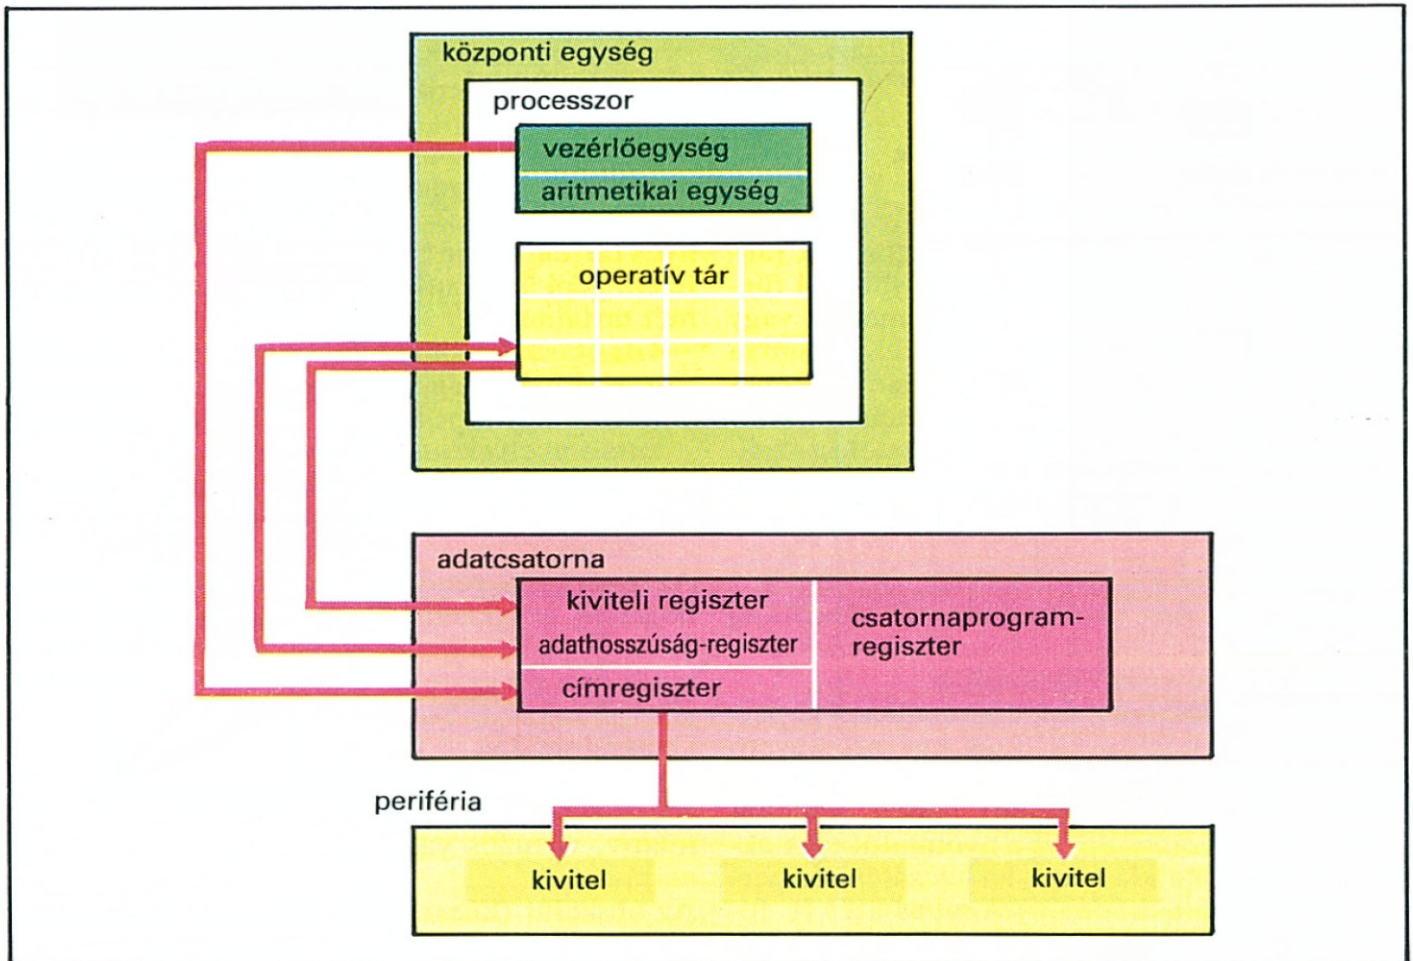 központi egység
processzor
vezérlőegység
aritmetikai egység
operatív tár
adatcsatorna
kiviteli regiszter
adathosszúság-regiszter
címregiszter
csatornaprogram-
regiszter
periféria
kivitel
kivitel
kivitel